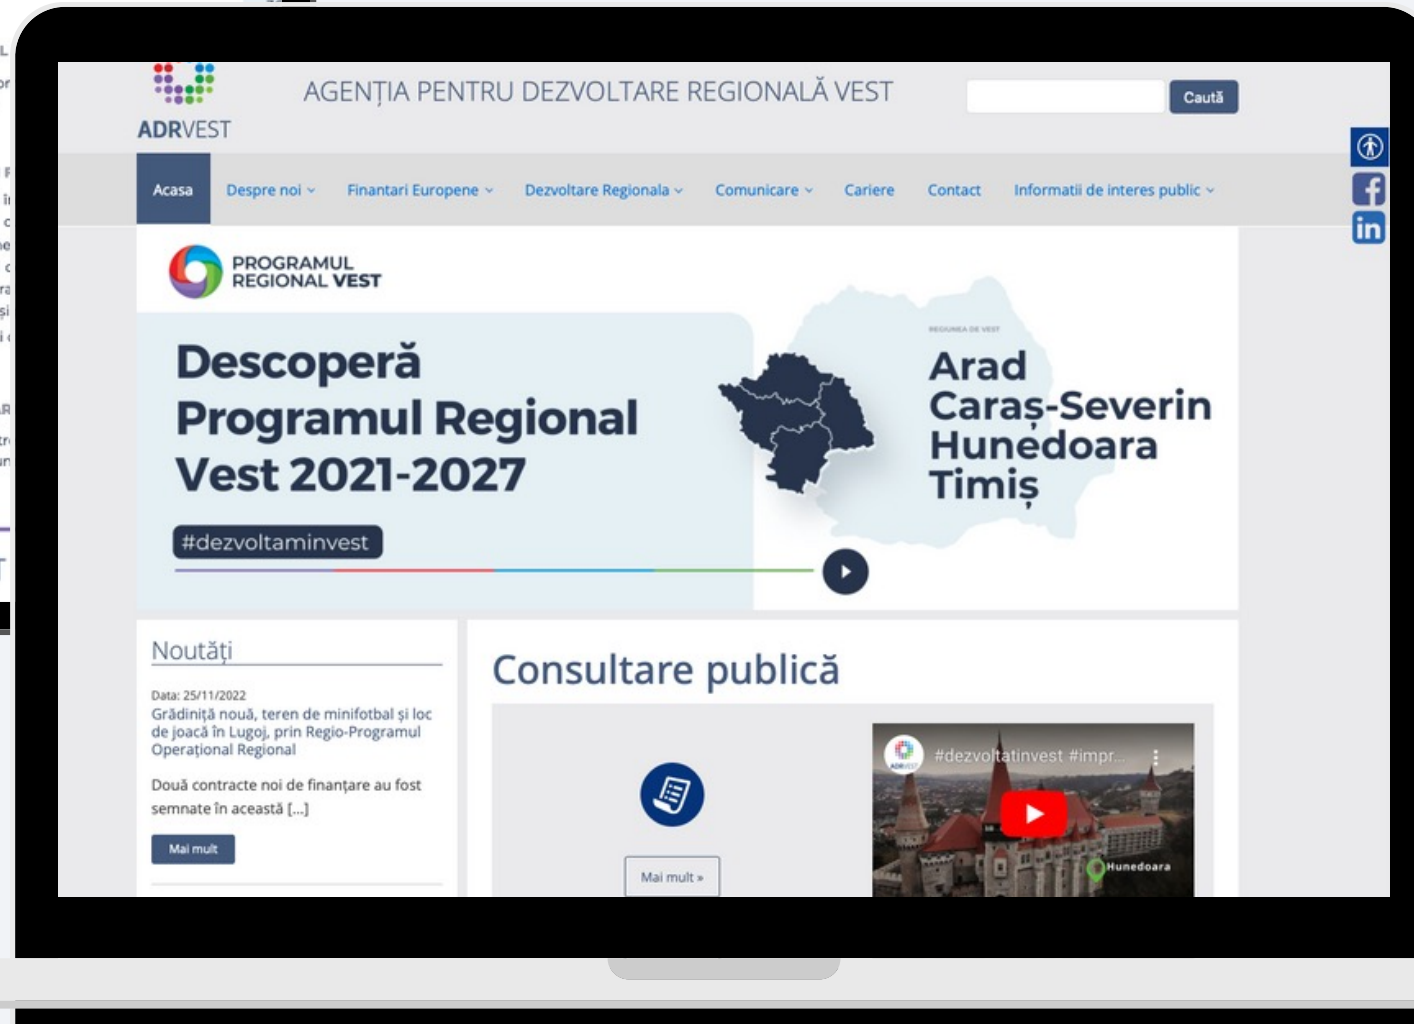 AGENȚIA PENTRU DEZVOLTARE REGIONALĂ VEST
Caută
ADRVEST
Acasa Despre noi Finantari Europene Dezvoltare Regionala Comunicare Cariere Contact Informatii de interes public
PROGRAMUL
REGIONAL VEST
Descoperă
Programul Regional
Vest 2021-2027
#dezvoltaminvest
REGIUNEA DE VEST
Arad
Caraș-Severin
Hunedoara
Timiș
Noutăți
Data: 25/11/2022
Grădiniță nouă, teren de minifotbal și loc
de joacă în Lugoj, prin Regio-Programul
Operațional Regional
Două contracte noi de finanțare au fost
semnate în această [...]
Mai mult
Consultare publică
Mai mult »
ADRVEST
#dezvoltatinvest #impr...
Hunedoara